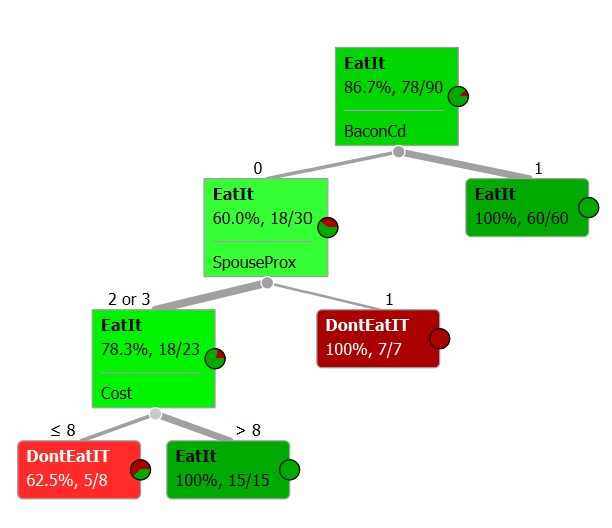 EatIt
86.7%, 78/90
BaconCd
0
1
EatIt
60.0%, 18/30
SpouseProx
EatIt
100%, 60/60
2 or 3
1
EatIt
78.3%, 18/23
Cost
DontEatIT
100%, 7/7
≤ 8
> 8
DontEatIT
62.5%, 5/8
EatIt
100%, 15/15